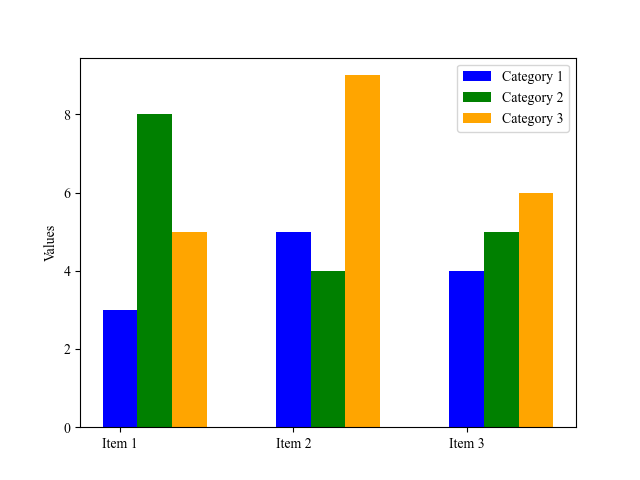 Category 1
Category 2
Category 3
8
6
4
2
0
Values
Item 1 Item 2 Item 3